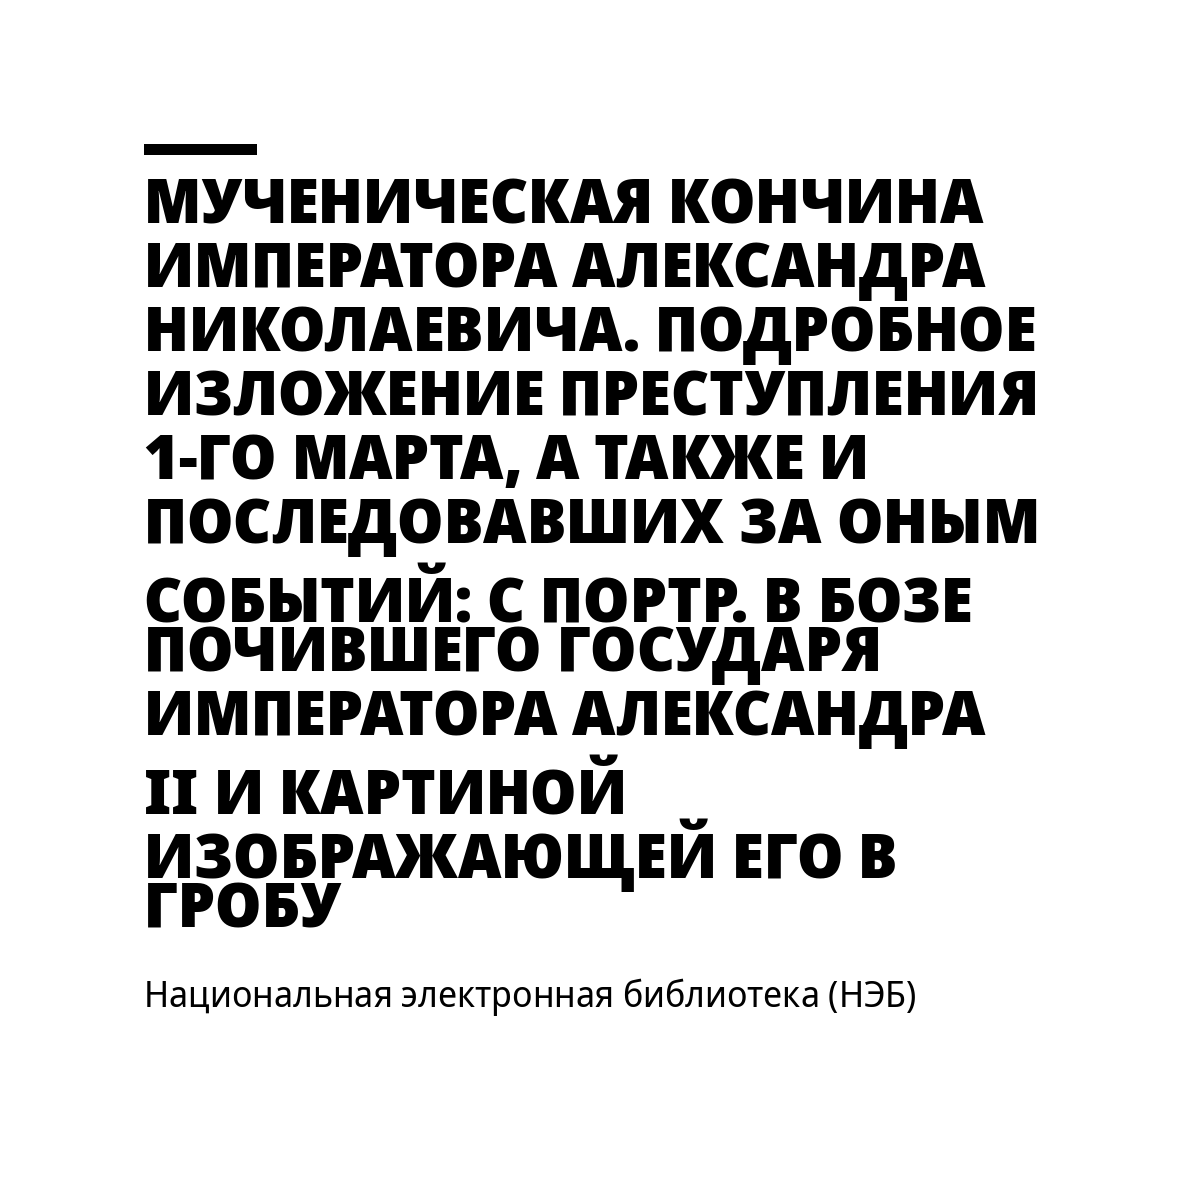 МУЧЕНИЧЕСКАЯ КОНЧИНА
ИМПЕРАТОРА АЛЕКСАНДРА
НИКОЛАЕВИЧА. ПОДРОБНОЕ
ИЗЛОЖЕНИЕ ПРЕСТУПЛЕНИЯ
1-ГО МАРТА, А ТАКЖЕ И
ПОСЛЕДОВАВШИХ ЗА ОНЫМ
СОБЫТИЙ: С ПОРТР. В БОЗЕ
ПОЧИВШЕГО ГОСУДАРЯ
ИМПЕРАТОРА АЛЕКСАНДРА
II И КАРТИНОЙ
ИЗОБРАЖАЮЩЕЙ ЕГО В
ГРОБУ
Национальная электронная библиотека (НЭБ)